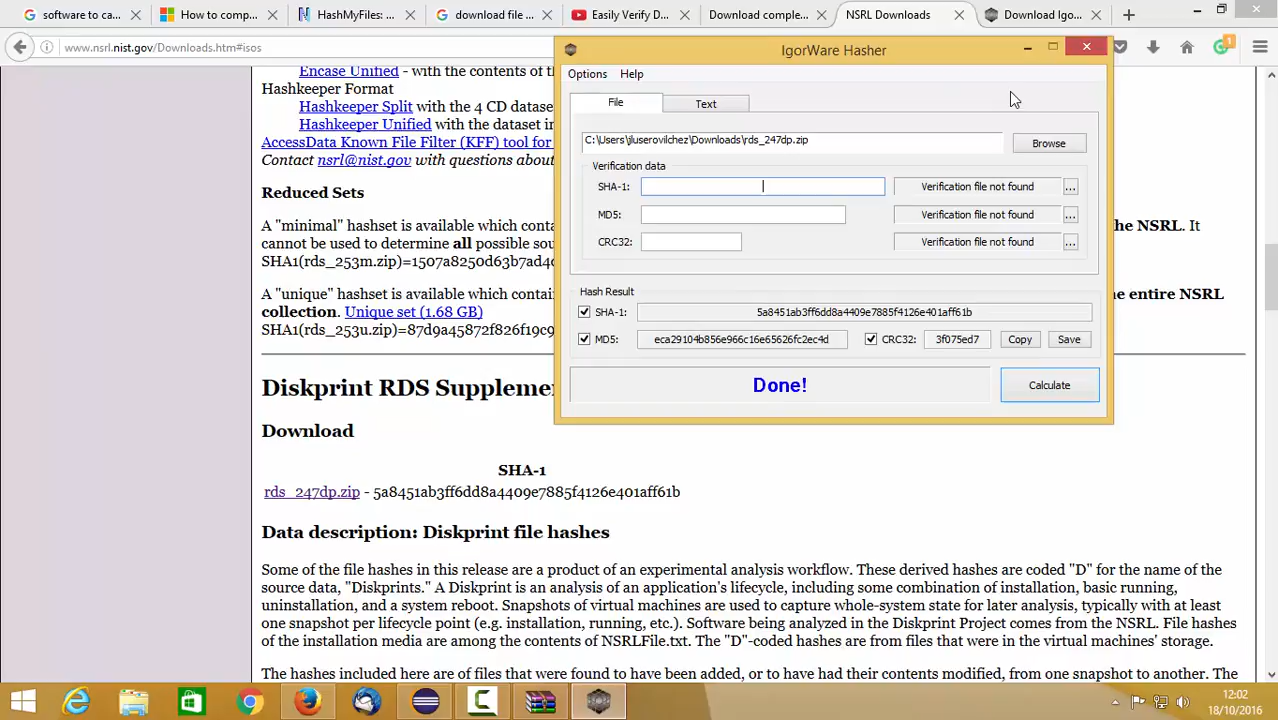 software to ca...
How to comp...
HashMyFiles: ...
download file ...
Easily Verify D...
Download comple...
NSRL Downloads
Download Igo...
www.nsrl.nist.gov/Downloads.htm#isos
1
IgorWare Hasher
Options Help
File Text
C:\Users\jluserovilchez\Downloads\rds_247dp.zip
Browse
Verification data
SHA-1: Verification file not found ...
MD5: Verification file not found ...
CRC32: Verification file not found ...
Hash Result
SHA-1: 5a8451ab3ff6dd8a4409e7885f4126e401aff61b
MD5: eca29104b856e966c16e65626fc2ec4d CRC32: 3f075ed7 Copy Save
Done! Calculate
Encase Unified - with the contents of th
Hashkeeper Format
Hashkeeper Split with the 4 CD dataset
Hashkeeper Unified with the dataset in
AccessData Known File Filter (KFF) tool for
Contact nsrl@nist.gov with questions about
Reduced Sets
A "minimal" hashset is available which conta the NSRL. It
cannot be used to determine all possible sou
SHA1(rds_253m.zip)=1507a8250d63b7ad4c
A "unique" hashset is available which contain he entire NSRL
collection. Unique set (1.68 GB)
SHA1(rds_253u.zip)=87d9a45872f826f19c9
Diskprint RDS Suppleme
Download
SHA-1
rds_247dp.zip - 5a8451ab3ff6dd8a4409e7885f4126e401aff61b
Data description: Diskprint file hashes
Some of the file hashes in this release are a product of an experimental analysis workflow. These derived hashes are coded "D" for the name of the
source data, "Diskprints." A Diskprint is an analysis of an application's lifecycle, including some combination of installation, basic running,
uninstallation, and a system reboot. Snapshots of virtual machines are used to capture whole-system state for later analysis, typically with at least
one snapshot per lifecycle point (e.g. installation, running, etc.). Software being analyzed in the Diskprint Project comes from the NSRL. File hashes
of the installation media are among the contents of NSRLFile.txt. The "D"-coded hashes are from files that were in the virtual machines' storage.
The hashes included here are of files that were found to have been added, or to have had their contents modified, from one snapshot to another. The
12:02
18/10/2016